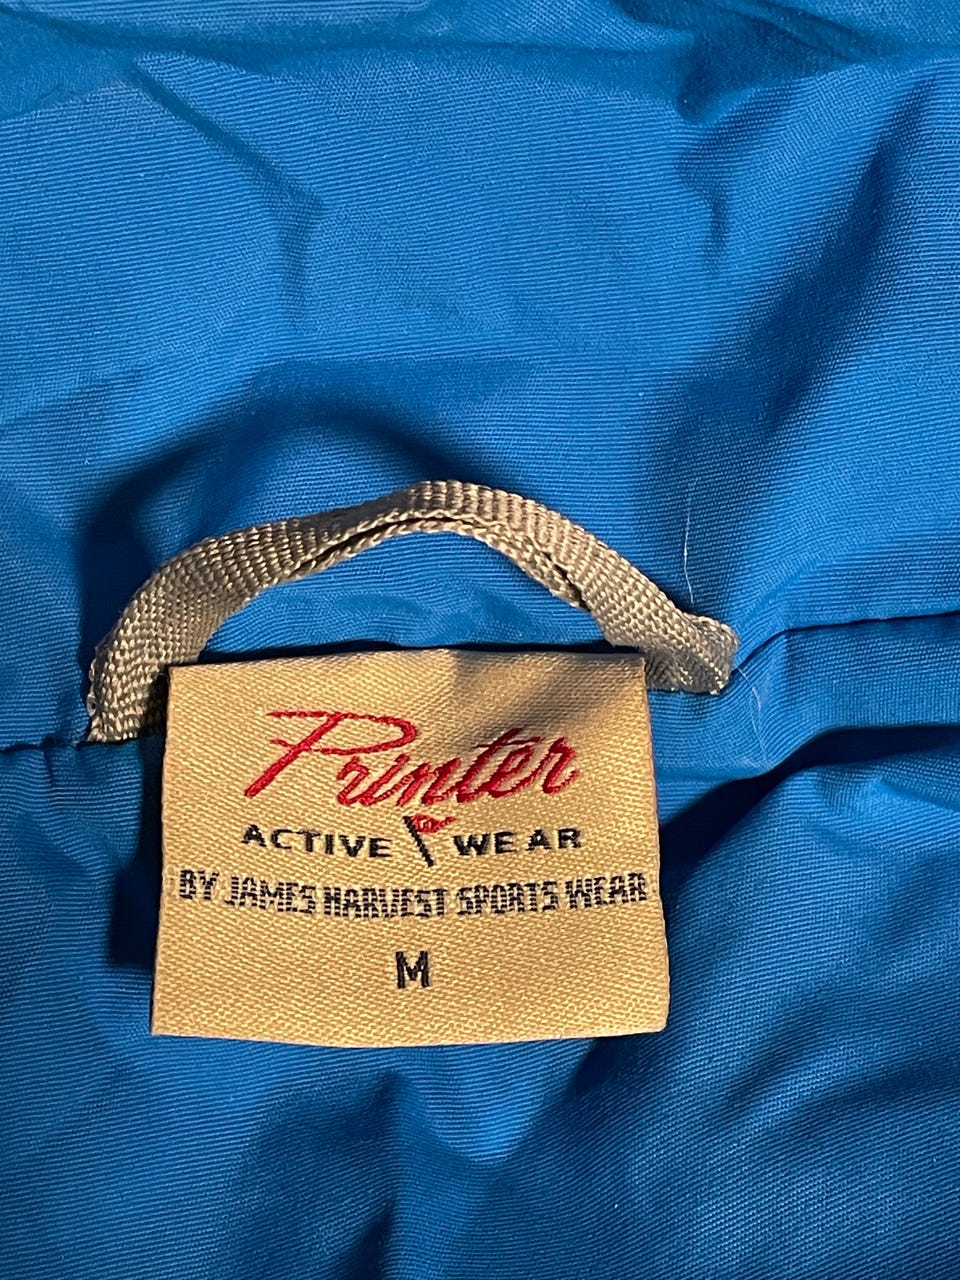 Printer
ACTIVE WEAR
BY JAMES HARVEST SPORTS WEAR
M